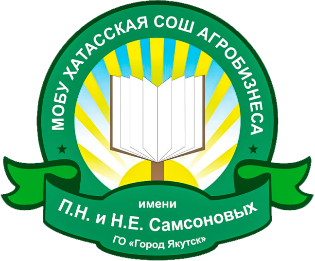 МОБУ ХАТАССКАЯ СОШ АГРОБИЗНЕСА
имени
П.Н. и Н.Е. Самсоновых
ГО «Город Якутск»